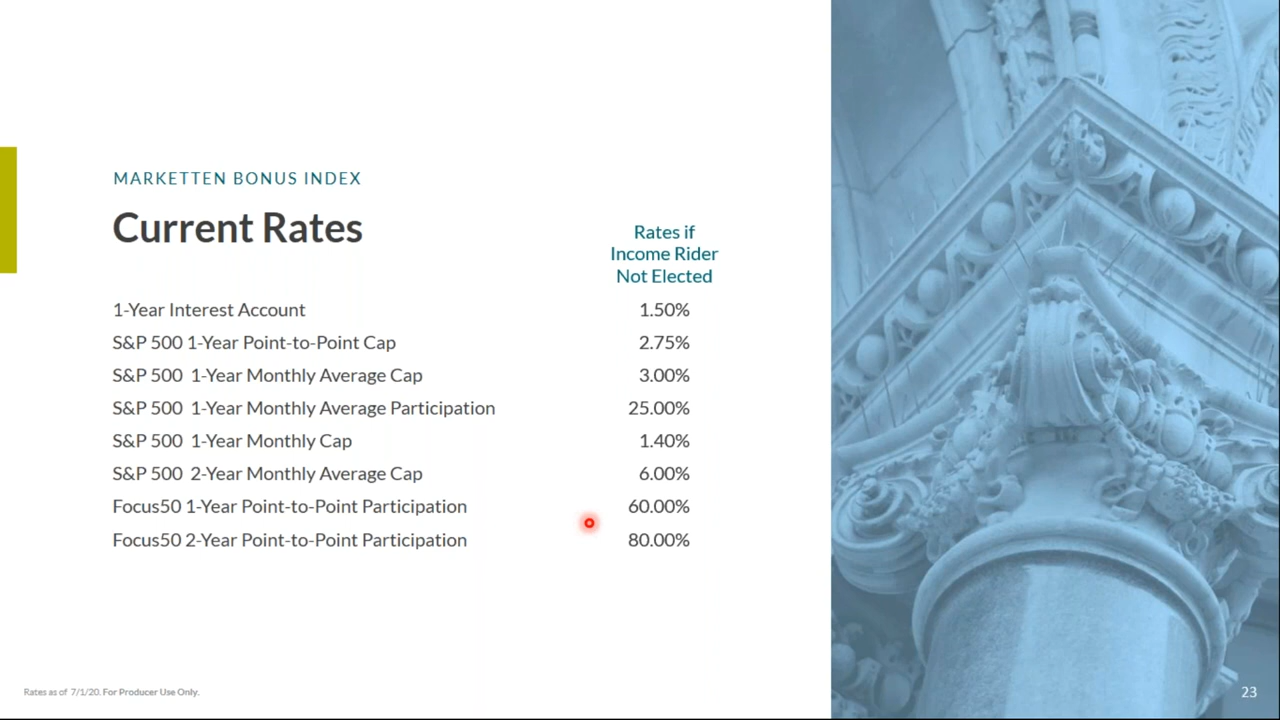 MARKETTEN BONUS INDEX
Current Rates
Rates if
Income Rider
Not Elected
1-Year Interest Account 1.50%
S&P 500 1-Year Point-to-Point Cap 2.75%
S&P 500 1-Year Monthly Average Cap 3.00%
S&P 500 1-Year Monthly Average Participation 25.00%
S&P 500 1-Year Monthly Cap 1.40%
S&P 500 2-Year Monthly Average Cap 6.00%
Focus50 1-Year Point-to-Point Participation 60.00%
Focus50 2-Year Point-to-Point Participation 80.00%
Rates as of 7/1/20. For Producer Use Only.
23